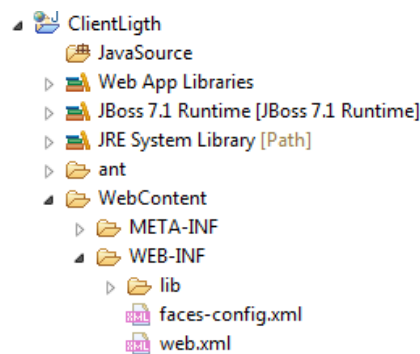 ClientLigth
JavaSource
Web App Libraries
JBoss 7.1 Runtime [JBoss 7.1 Runtime]
JRE System Library [Path]
ant
WebContent
META-INF
WEB-INF
lib
faces-config.xml
web.xml